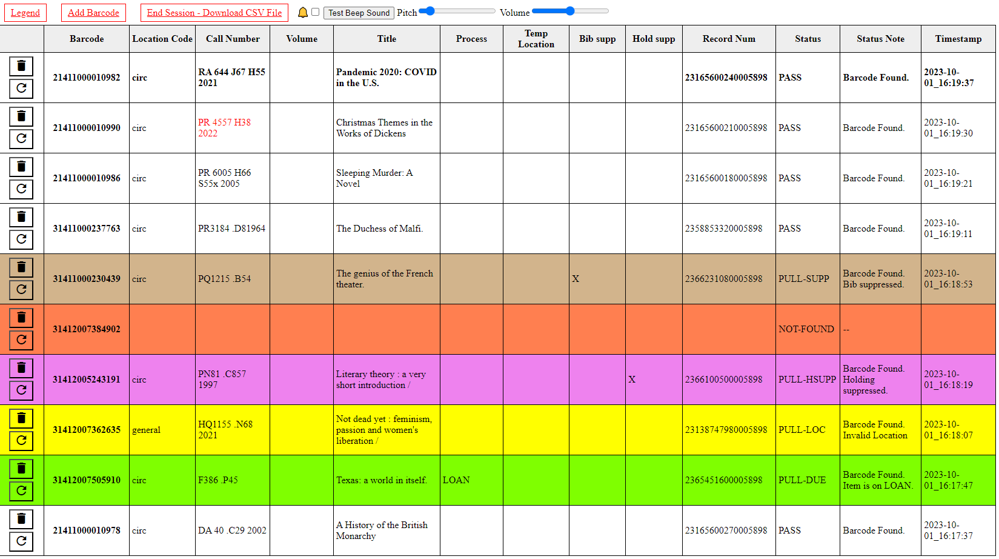 Legend Add Barcode End Session - Download CSV File Test Beep Sound Pitch Volume
Barcode Location Code Call Number Volume Title Process Temp Location Bib supp Hold supp Record Num Status Status Note Timestamp
21411000010982 circ RA 644 J67 H55 2021 Pandemic 2020: COVID in the U.S. 23165600240005898 PASS Barcode Found. 2023-10-01_16:19:37
21411000010990 circ PR 4557 H38 2022 Christmas Themes in the Works of Dickens 23165600210005898 PASS Barcode Found. 2023-10-01_16:19:30
21411000010986 circ PR 6005 H66 S55x 2005 Sleeping Murder: A Novel 23165600180005898 PASS Barcode Found. 2023-10-01_16:19:21
31411000237763 circ PR3184 .D81964 The Duchess of Malfi. 2358853320005898 PASS Barcode Found. 2023-10-01_16:19:11
31411000230439 circ PQ1215 .B54 The genius of the French theater. X 2366231080005898 PULL-SUPP Barcode Found. Bib suppressed. 2023-10-01_16:18:53
31412007384902 NOT-FOUND --
31412005243191 circ PN81 .C857 1997 Literary theory : a very short introduction / X 2366100500005898 PULL-HSUPP Barcode Found. Holding suppressed. 2023-10-01_16:18:19
31412007362635 general HQ1155 .N68 2021 Not dead yet : feminism, passion and women's liberation / 23138747980005898 PULL-LOC Barcode Found. Invalid Location 2023-10-01_16:18:07
31412007505910 circ F386 .P45 Texas: a world in itself. LOAN 2365451600005898 PULL-DUE Barcode Found. Item is on LOAN. 2023-10-01_16:17:47
21411000010978 circ DA 40 .C29 2002 A History of the British Monarchy 23165600270005898 PASS Barcode Found. 2023-10-01_16:17:37